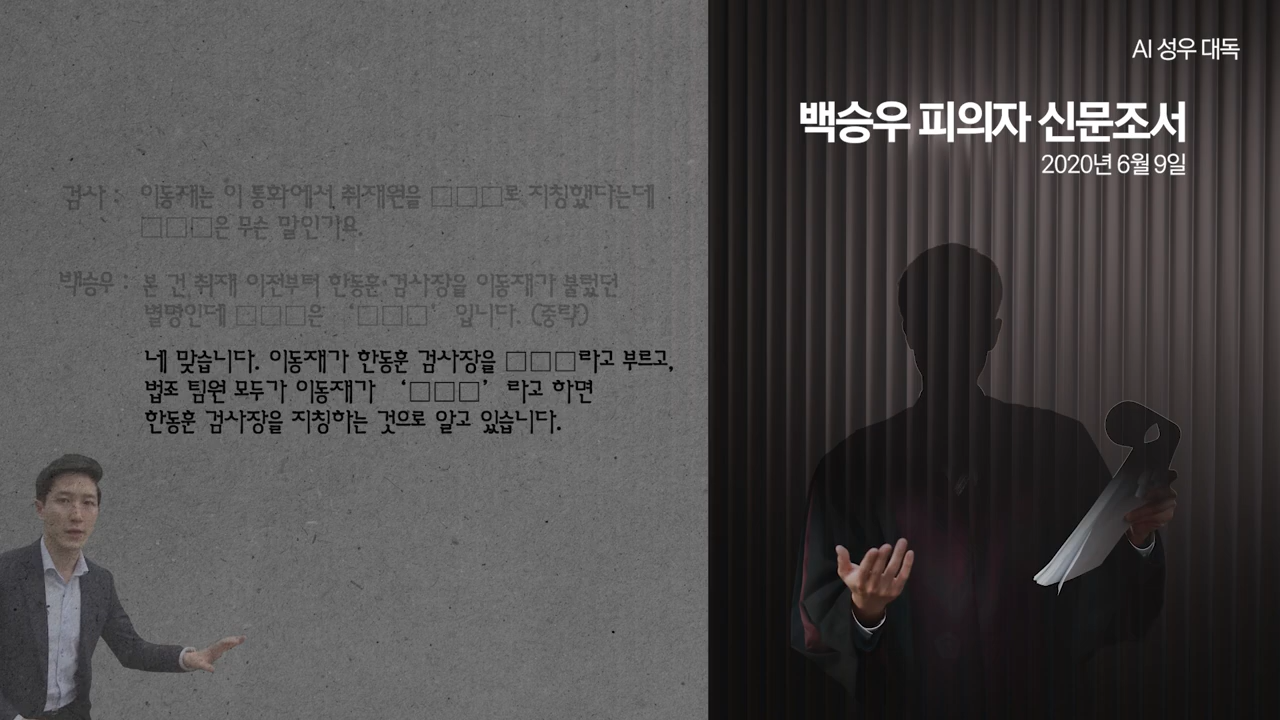 AI 성우 대독
백승우 피의자 신문조서
2020년 6월 9일
검사 : 이동재는 이 통화에서 취재원을 □□□로 지칭했다는데
□□□은 무슨 말인가요.
백승우 : 본 건 취재 이전부터 한동훈 검사장을 이동재가 불렀던
별명인데 □□□은 ‘□□□‘ 입니다. (중략)
네 맞습니다. 이동재가 한동훈 검사장을 □□□라고 부르고,
법조 팀원 모두가 이동재가 ‘□□□’ 라고 하면
한동훈 검사장을 지칭하는 것으로 알고 있습니다.